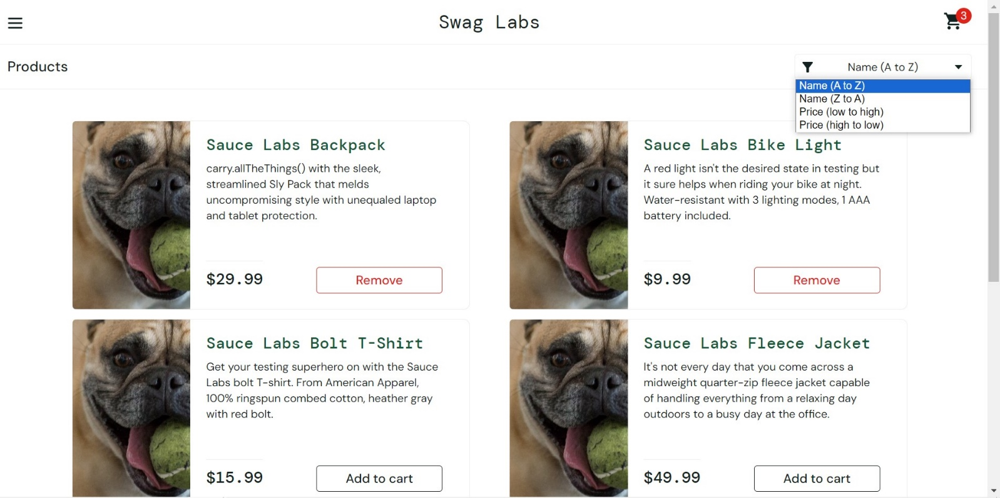 Swag Labs
3
Products
Name (A to Z)
Name (A to Z)
Name (Z to A)
Price (low to high)
Price (high to low)
Sauce Labs Backpack
carry.allTheThings() with the sleek,
streamlined Sly Pack that melds
uncompromising style with unequaled laptop
and tablet protection.
$29.99
Remove
Sauce Labs Bike Light
A red light isn't the desired state in testing but
it sure helps when riding your bike at night.
Water-resistant with 3 lighting modes, 1 AAA
battery included.
$9.99
Remove
Sauce Labs Bolt T-Shirt
Get your testing superhero on with the Sauce
Labs bolt T-shirt. From American Apparel,
100% ringspun combed cotton, heather gray
with red bolt.
$15.99
Add to cart
Sauce Labs Fleece Jacket
It's not every day that you come across a
midweight quarter-zip fleece jacket capable
of handling everything from a relaxing day
outdoors to a busy day at the office.
$49.99
Add to cart